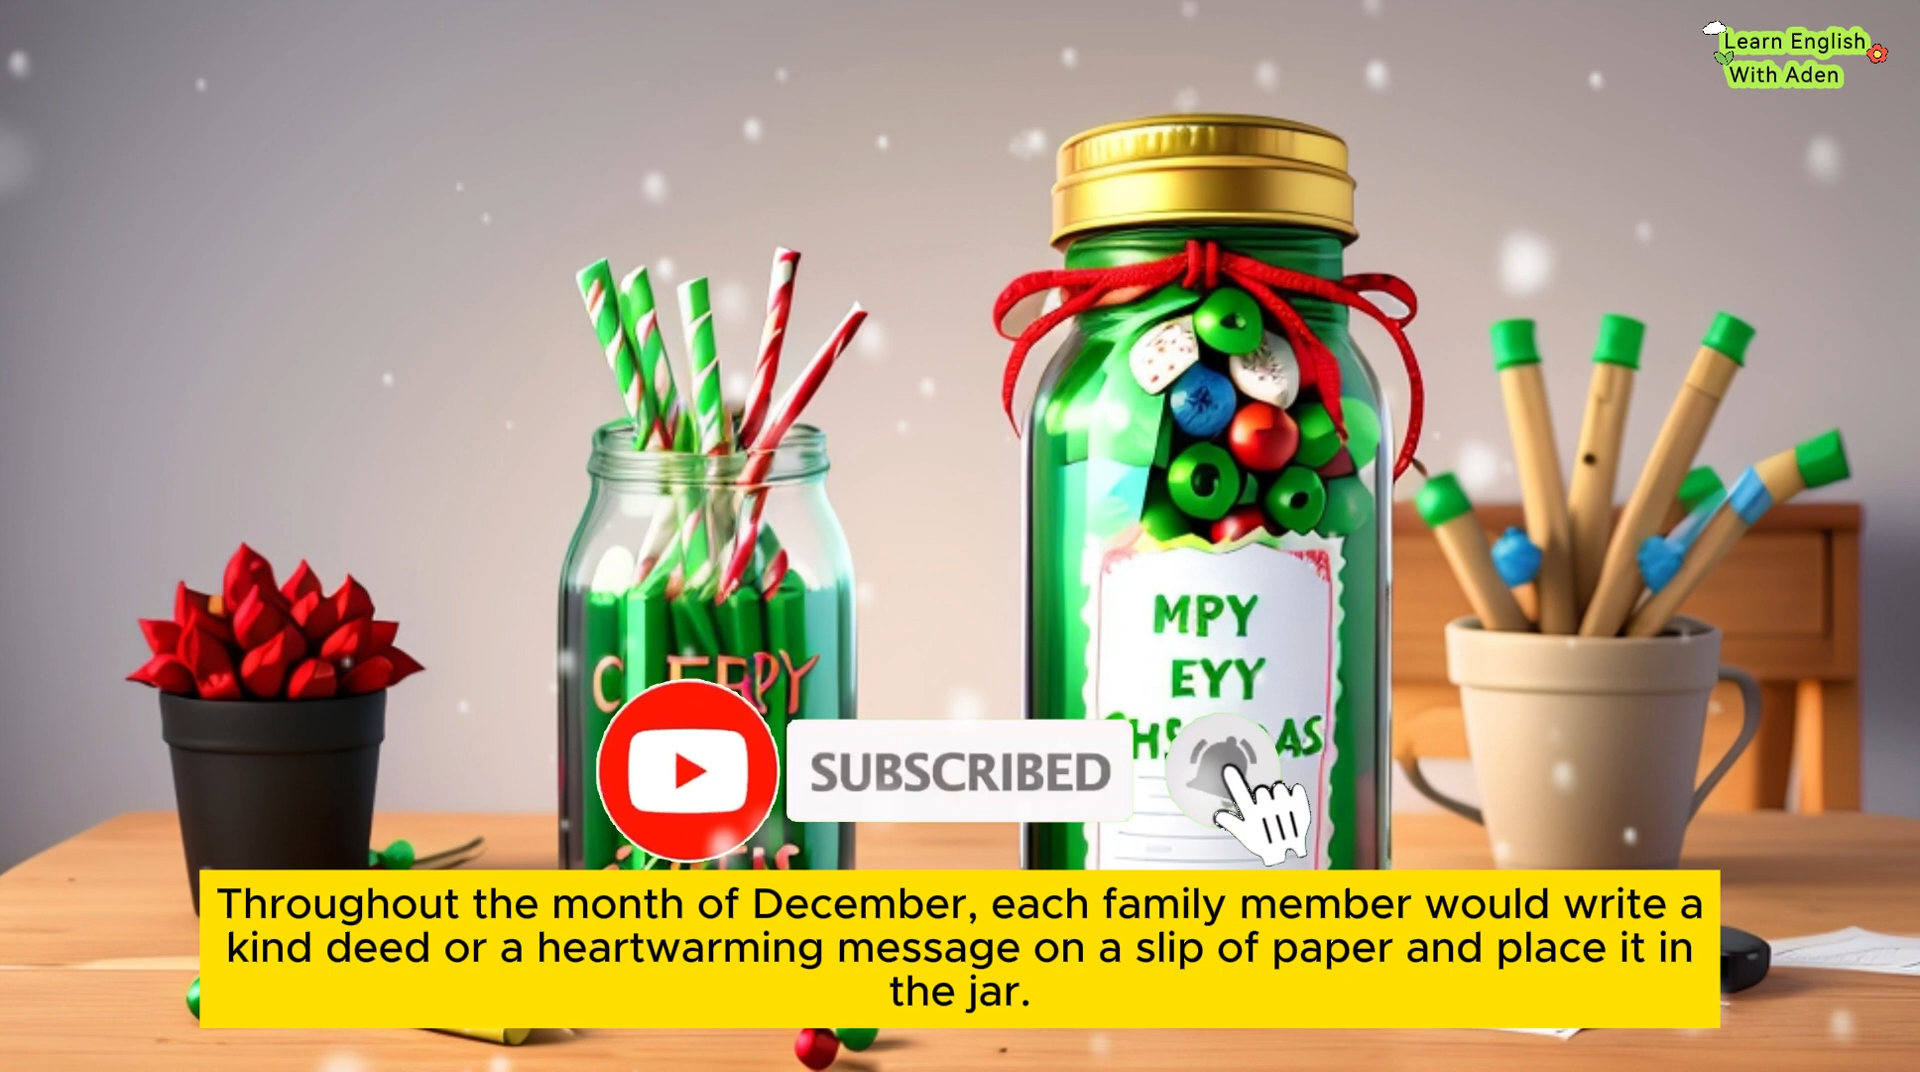 Learn English
With Aden
MPY
EYY
SUBSCRIBED
Throughout the month of December, each family member would write a
kind deed or a heartwarming message on a slip of paper and place it in
the jar.